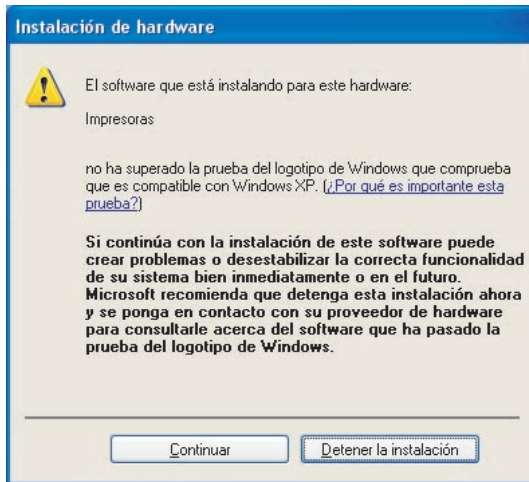 Instalación de hardware
El software que está instalando para este hardware:
Impresoras
no ha superado la prueba del logotipo de Windows que comprueba
que es compatible con Windows XP. (¿Por qué es importante esta
prueba?)
Si continúa con la instalación de este software puede
crear problemas o desestabilizar la correcta funcionalidad
de su sistema bien inmediatamente o en el futuro.
Microsoft recomienda que detenga esta instalación ahora
y se ponga en contacto con su proveedor de hardware
para consultarle acerca del software que ha pasado la
prueba del logotipo de Windows.
Continuar
Detener la instalación